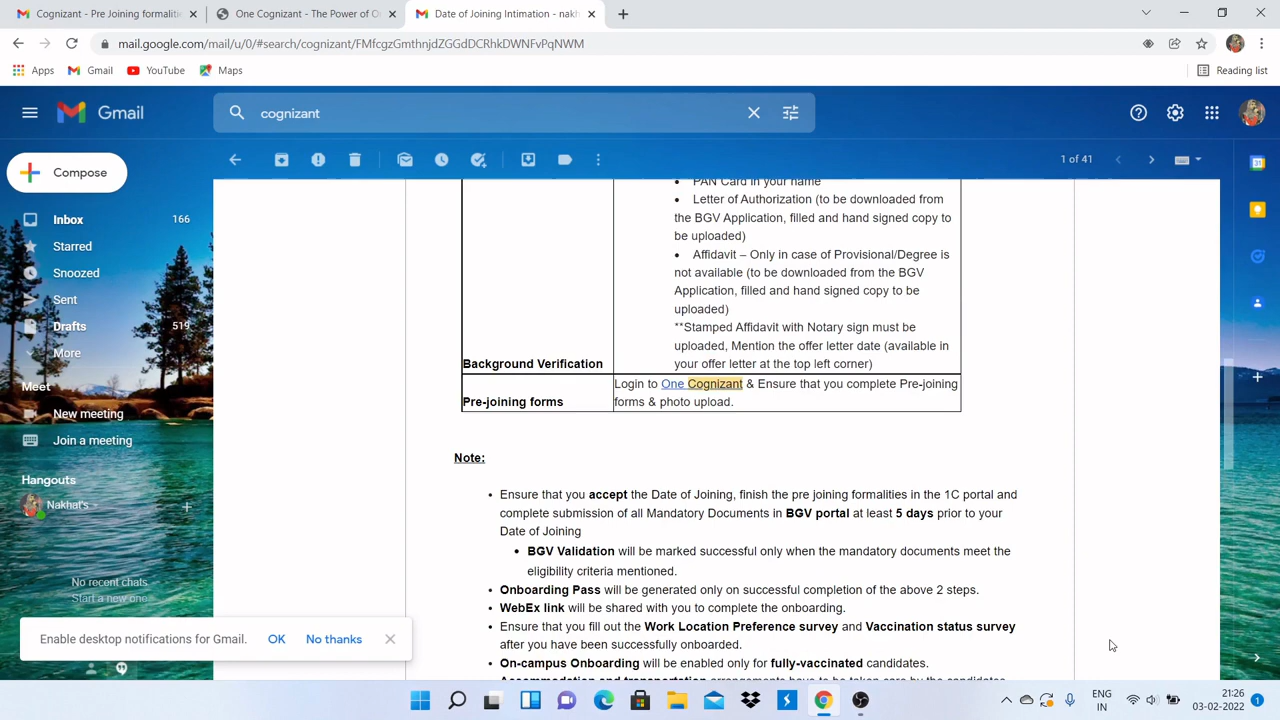 Cognizant - Pre Joining formalitie
One Cognizant - The Power of O
Date of Joining Intimation - nakh
mail.google.com/mail/u/0/#search/cognizant/FMfcgzGmthnjdZGGdDCRhkDWNFvPqNWM
Apps
Gmail
YouTube
Maps
Reading list
Gmail
cognizant
Compose
1 of 41
Inbox 166
Starred
Snoozed
Sent
Drafts 519
More
Meet
New meeting
Join a meeting
Hangouts
Nakhat's
No recent chats
Start a new one
PAN Card in your name
• Letter of Authorization (to be downloaded from
the BGV Application, filled and hand signed copy to
be uploaded)
• Affidavit – Only in case of Provisional/Degree is
not available (to be downloaded from the BGV
Application, filled and hand signed copy to be
uploaded)
**Stamped Affidavit with Notary sign must be
uploaded, Mention the offer letter date (available in
your offer letter at the top left corner)
Background Verification
Login to One Cognizant & Ensure that you complete Pre-joining
forms & photo upload.
Pre-joining forms
Note:
• Ensure that you accept the Date of Joining, finish the pre joining formalities in the 1C portal and
complete submission of all Mandatory Documents in BGV portal at least 5 days prior to your
Date of Joining
• BGV Validation will be marked successful only when the mandatory documents meet the
eligibility criteria mentioned.
• Onboarding Pass will be generated only on successful completion of the above 2 steps.
• WebEx link will be shared with you to complete the onboarding.
• Ensure that you fill out the Work Location Preference survey and Vaccination status survey
after you have been successfully onboarded.
• On-campus Onboarding will be enabled only for fully-vaccinated candidates.
Enable desktop notifications for Gmail. OK No thanks
ENG
IN
21:26
03-02-2022
1